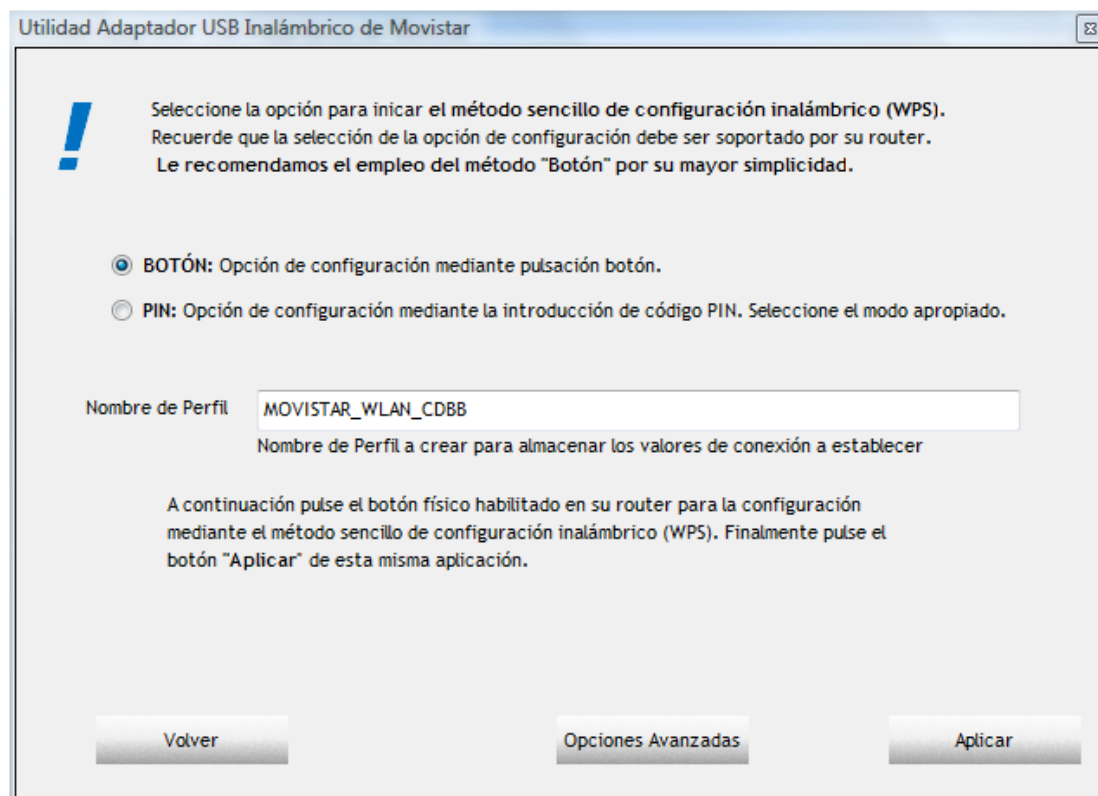 Utilidad Adaptador USB Inalámbrico de Movistar
Seleccione la opción para inicar el método sencillo de configuración inalámbrico (WPS).
Recuerde que la selección de la opción de configuración debe ser soportado por su router.
Le recomendamos el empleo del método "Botón" por su mayor simplicidad.
BOTÓN: Opción de configuración mediante pulsación botón.
PIN: Opción de configuración mediante la introducción de código PIN. Seleccione el modo apropiado.
Nombre de Perfil MOVISTAR_WLAN_CDBB
Nombre de Perfil a crear para almacenar los valores de conexión a establecer
A continuación pulse el botón físico habilitado en su router para la configuración
mediante el método sencillo de configuración inalámbrico (WPS). Finalmente pulse el
botón "Aplicar" de esta misma aplicación.
Volver Opciones Avanzadas Aplicar